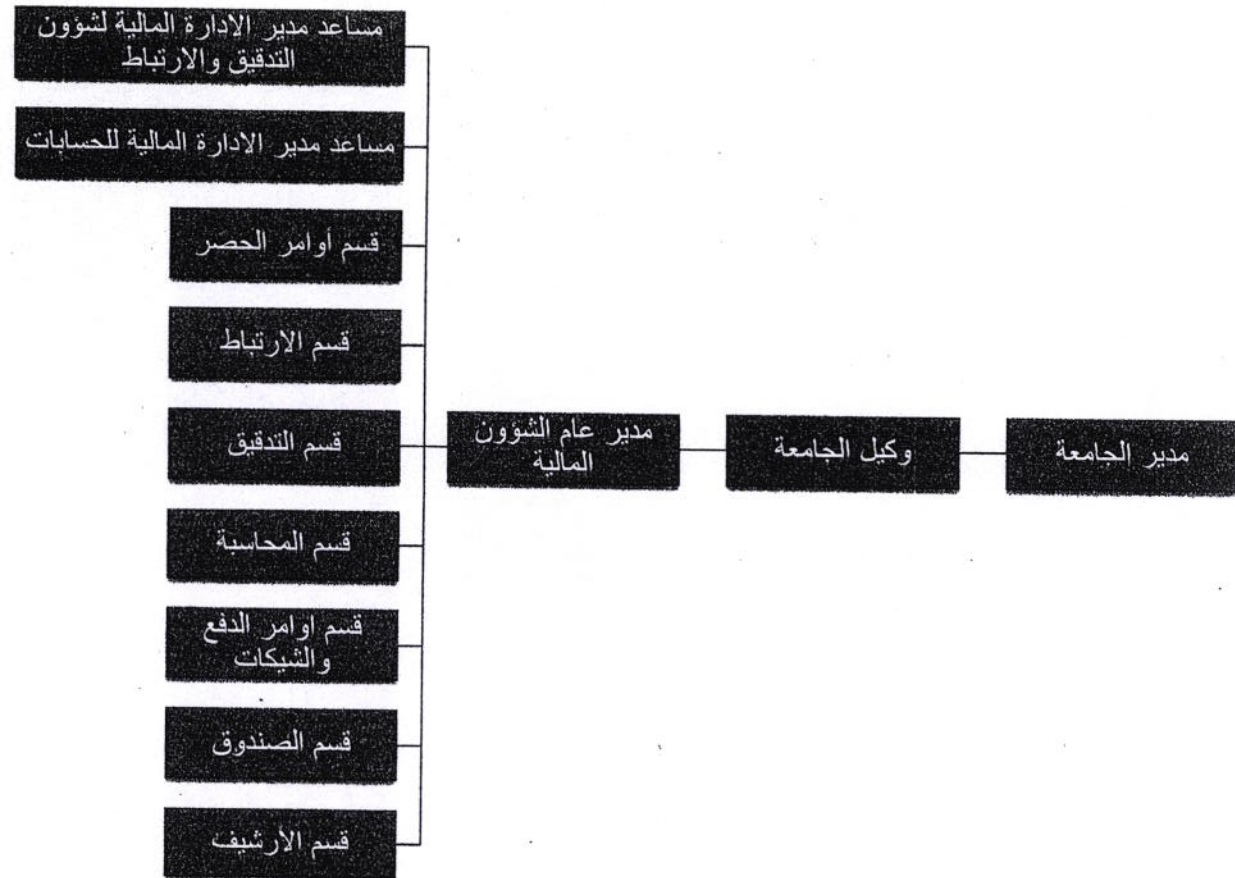 مدير الجامعة
وكيل الجامعة
مدير عام الشؤون
المالية
مساعد مدير الادارة المالية لشؤون
التدقيق والارتباط
مساعد مدير الادارة المالية للحسابات
قسم أوامر الحصر
قسم الارتباط
قسم التدقيق
قسم المحاسبة
قسم اوامر الدفع
والشيكات
قسم الصندوق
قسم الأرشيف